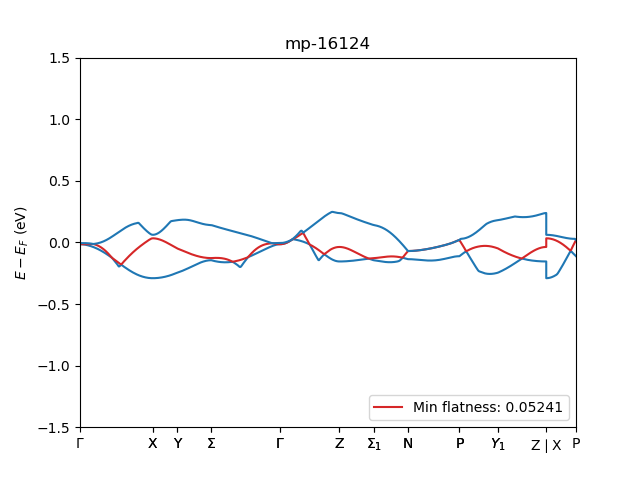 mp-16124
E − E_F (eV)
1.5
1.0
0.5
0.0
−0.5
−1.0
−1.5
Min flatness: 0.05241
Γ X Y Σ Γ Z Σ₁ N P Y₁ Z | X P